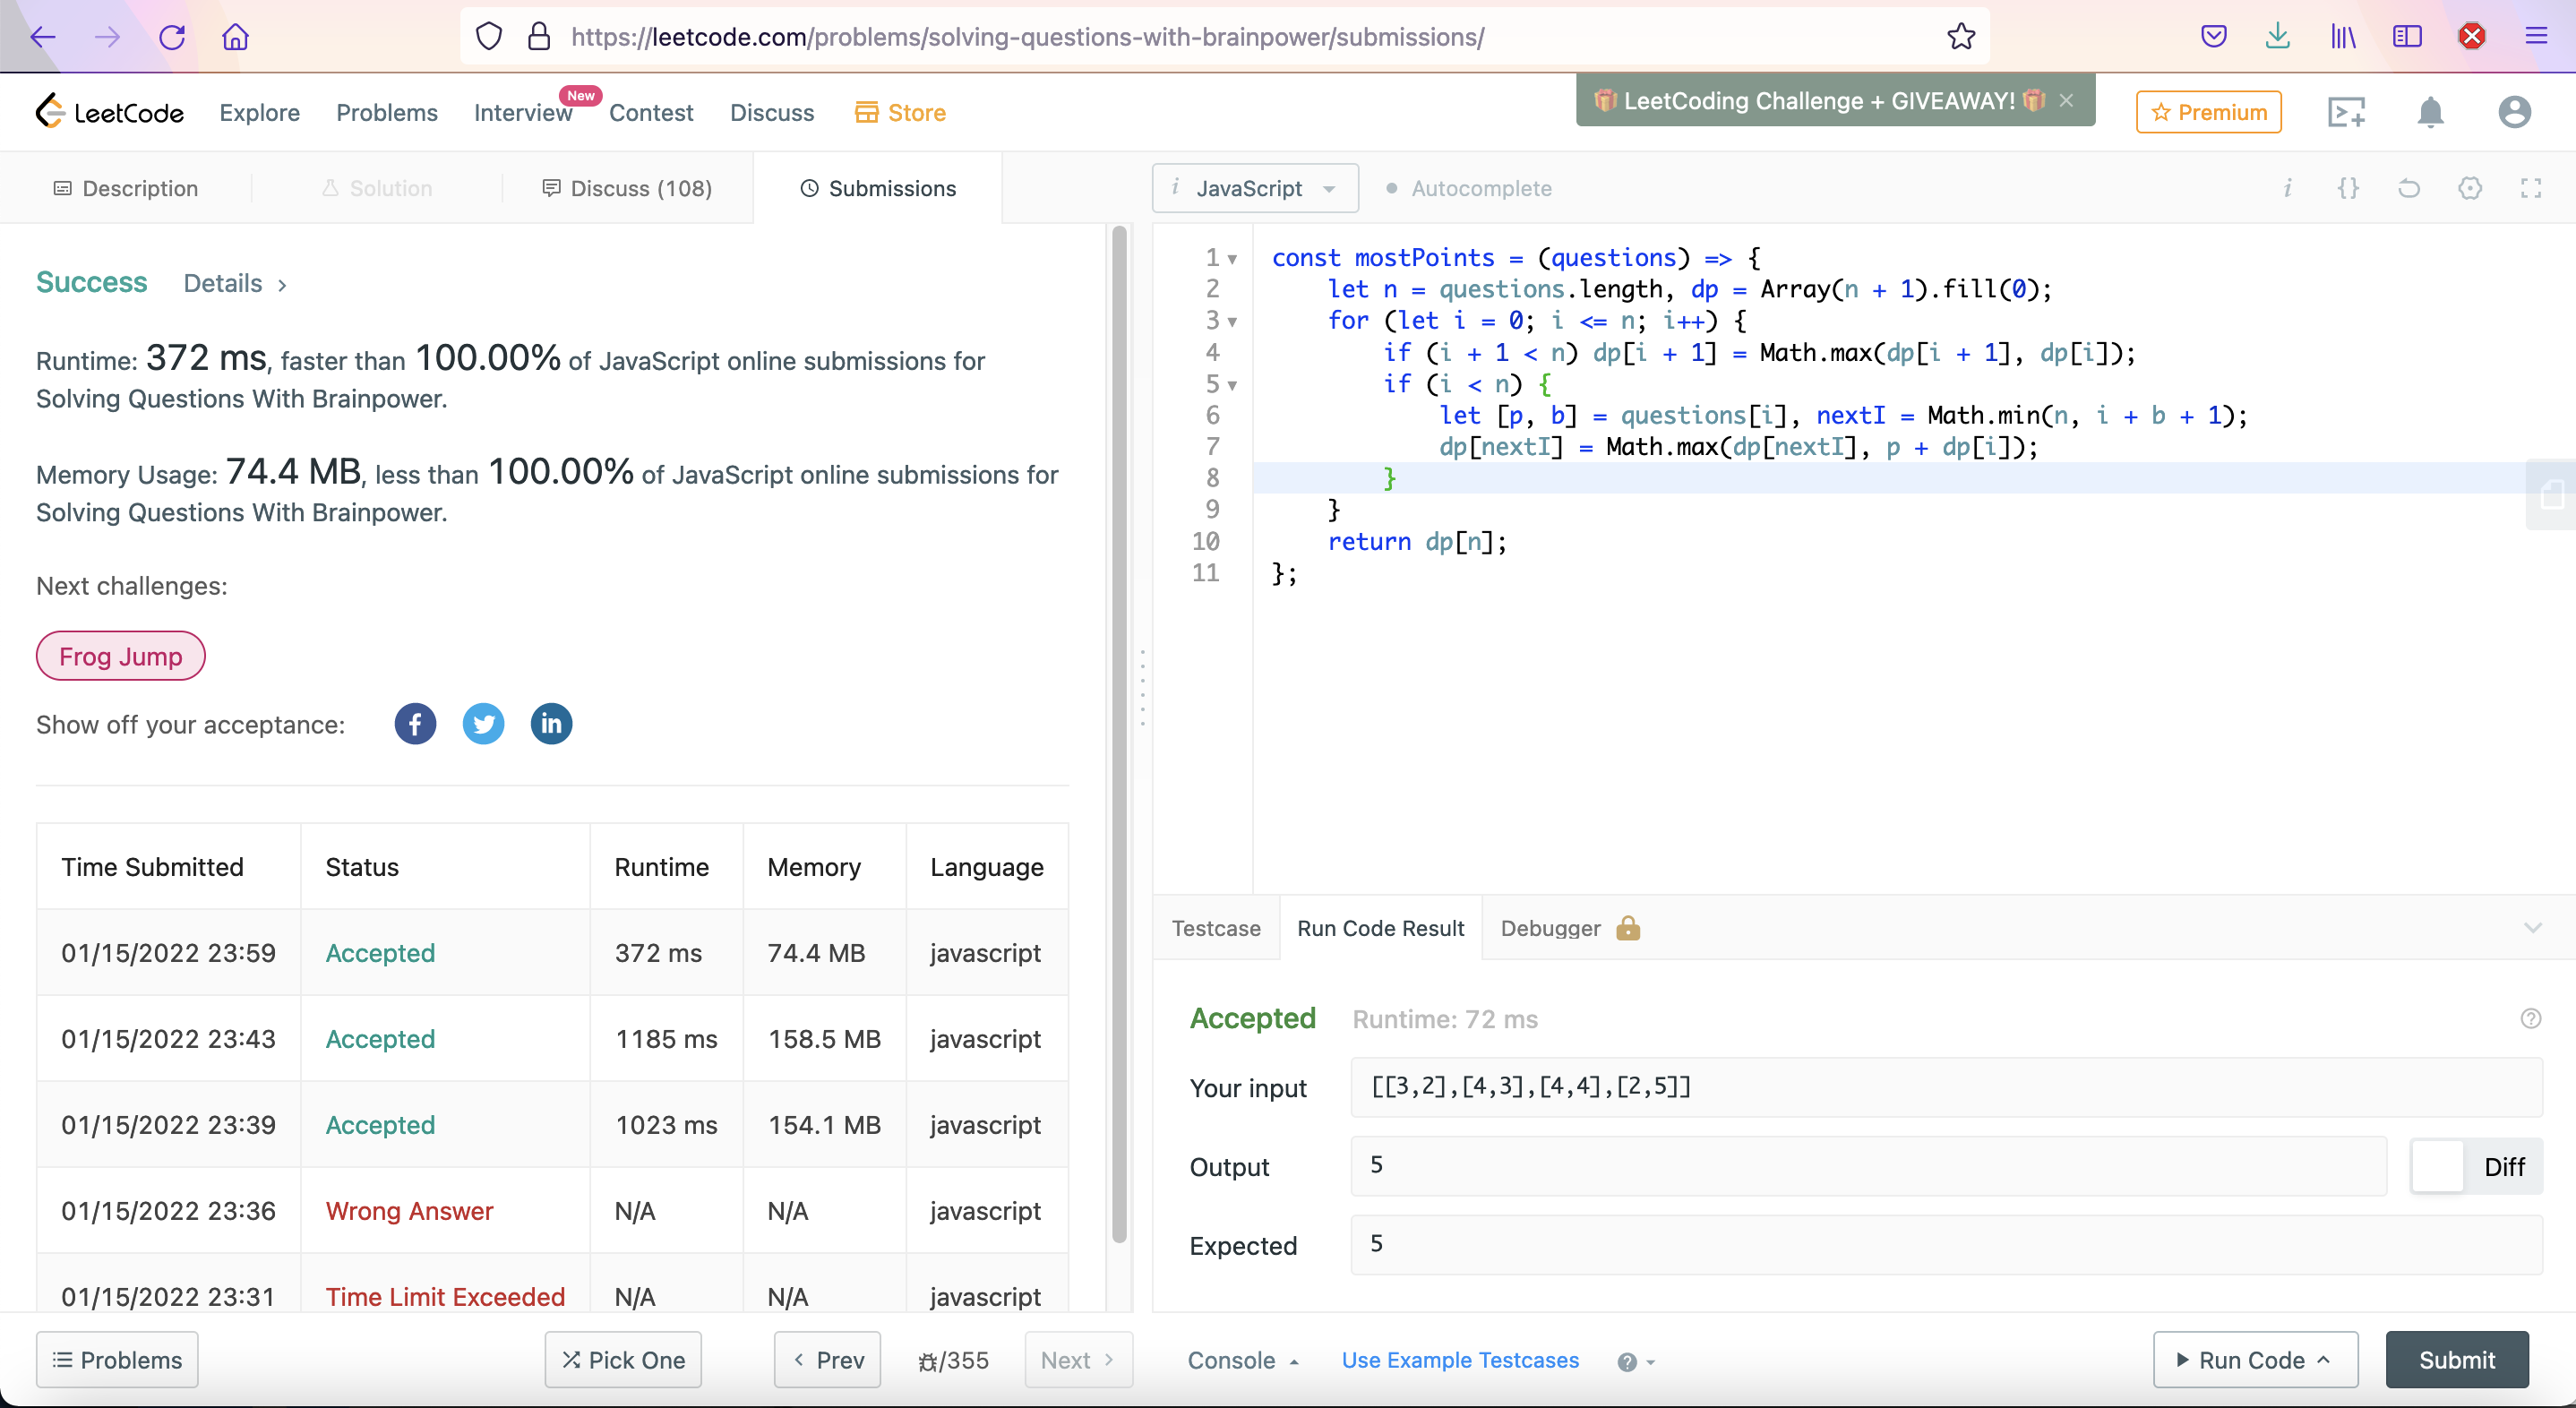 https://leetcode.com/problems/solving-questions-with-brainpower/submissions/
LeetCode Explore Problems Interview New Contest Discuss Store
🎁 LeetCoding Challenge + GIVEAWAY! 🎁 ×
Premium
Description Solution Discuss (108) Submissions
i JavaScript Autocomplete
Success Details >
Runtime: 372 ms, faster than 100.00% of JavaScript online submissions for
Solving Questions With Brainpower.
Memory Usage: 74.4 MB, less than 100.00% of JavaScript online submissions for
Solving Questions With Brainpower.
Next challenges:
Frog Jump
Show off your acceptance:
Time Submitted Status Runtime Memory Language
01/15/2022 23:59 Accepted 372 ms 74.4 MB javascript
01/15/2022 23:43 Accepted 1185 ms 158.5 MB javascript
01/15/2022 23:39 Accepted 1023 ms 154.1 MB javascript
01/15/2022 23:36 Wrong Answer N/A N/A javascript
01/15/2022 23:31 Time Limit Exceeded N/A N/A javascript
1 const mostPoints = (questions) => {
2     let n = questions.length, dp = Array(n + 1).fill(0);
3     for (let i = 0; i <= n; i++) {
4         if (i + 1 < n) dp[i + 1] = Math.max(dp[i + 1], dp[i]);
5         if (i < n) {
6             let [p, b] = questions[i], nextI = Math.min(n, i + b + 1);
7             dp[nextI] = Math.max(dp[nextI], p + dp[i]);
8         }
9     }
10     return dp[n];
11 };
Testcase Run Code Result Debugger
Accepted Runtime: 72 ms
Your input [[3,2],[4,3],[4,4],[2,5]]
Output 5 Diff
Expected 5
Problems Pick One < Prev /355 Next >
Console Use Example Testcases Run Code Submit